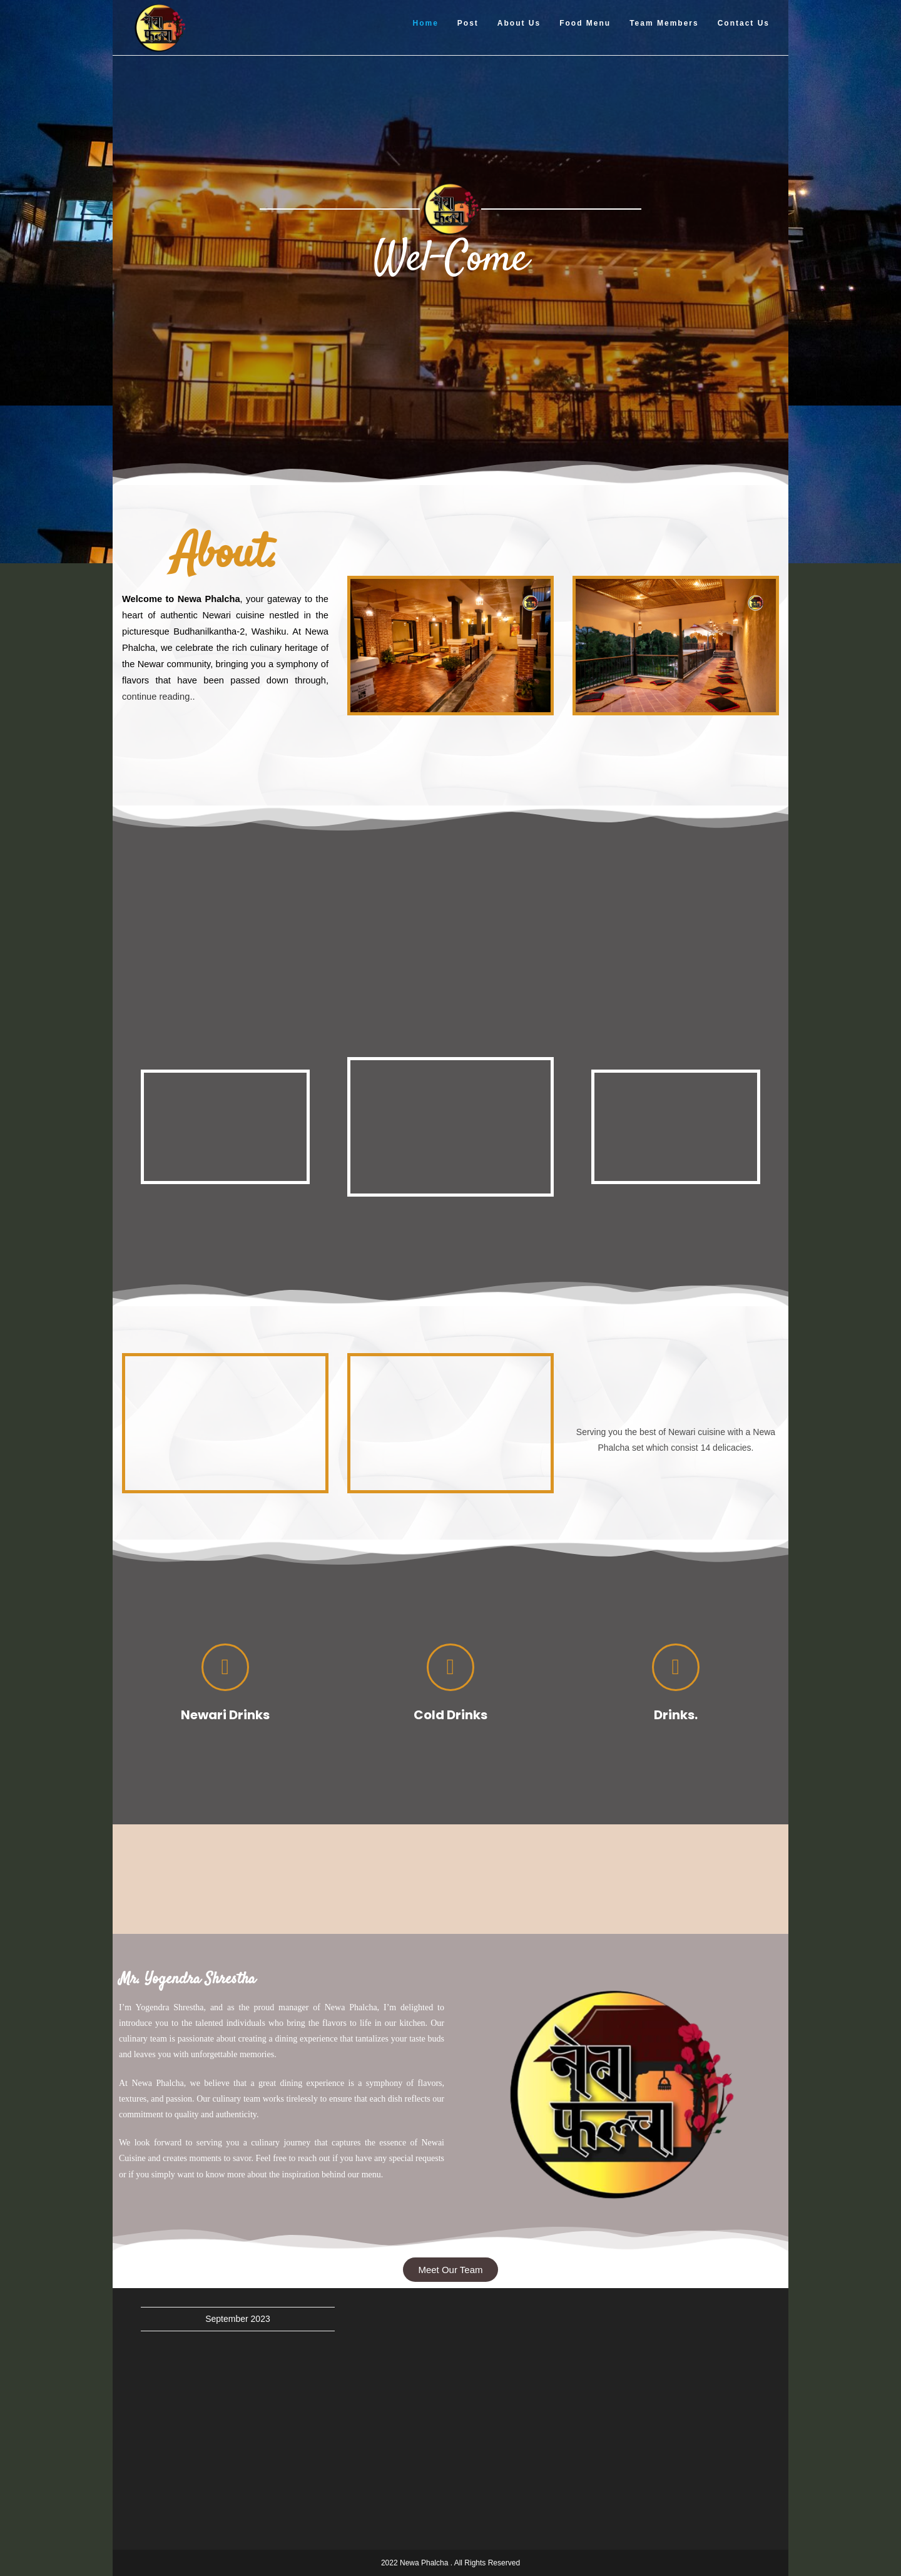 नेवा
फल्चा
Home Post About Us Food Menu Team Members Contact Us
नेवा
फल्चा
Wel-Come
About.
Welcome to Newa Phalcha, your gateway to the
heart of authentic Newari cuisine nestled in the
picturesque Budhanilkantha-2, Washiku. At Newa
Phalcha, we celebrate the rich culinary heritage of
the Newar community, bringing you a symphony of
flavors that have been passed down through,
continue reading..
Serving you the best of Newari cuisine with a Newa
Phalcha set which consist 14 delicacies.
Newari Drinks
Cold Drinks
Drinks.
Mr. Yogendra Shrestha
I’m Yogendra Shrestha, and as the proud manager of Newa Phalcha, I’m delighted to
introduce you to the talented individuals who bring the flavors to life in our kitchen. Our
culinary team is passionate about creating a dining experience that tantalizes your taste buds
and leaves you with unforgettable memories.
At Newa Phalcha, we believe that a great dining experience is a symphony of flavors,
textures, and passion. Our culinary team works tirelessly to ensure that each dish reflects our
commitment to quality and authenticity.
We look forward to serving you a culinary journey that captures the essence of Newai
Cuisine and creates moments to savor. Feel free to reach out if you have any special requests
or if you simply want to know more about the inspiration behind our menu.
नेवा
फल्चा
Meet Our Team
September 2023
2022 Newa Phalcha . All Rights Reserved